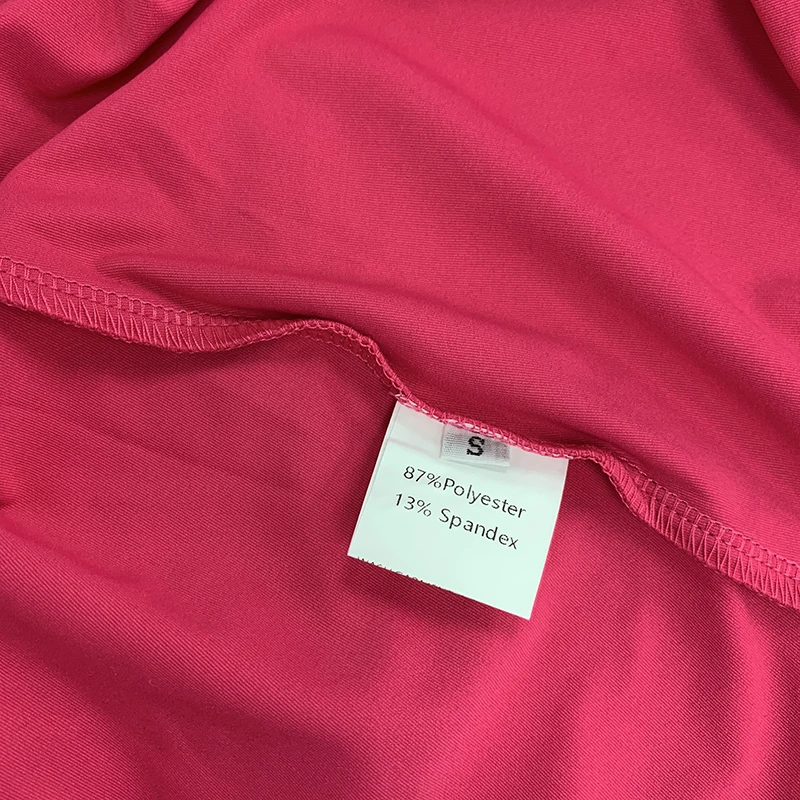 S
87%Polyester
13% Spandex